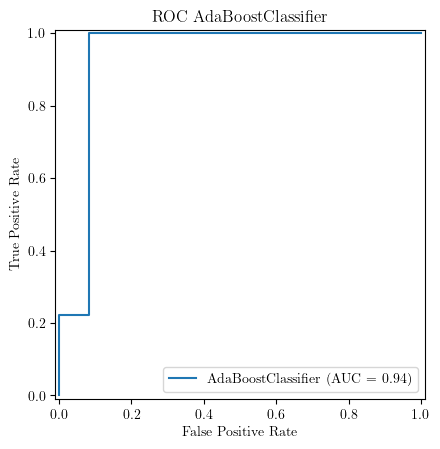 ROC AdaBoostClassifier
1.0
0.8
0.6
0.4
0.2
0.0
True Positive Rate
AdaBoostClassifier (AUC = 0.94)
0.0 0.2 0.4 0.6 0.8 1.0
False Positive Rate